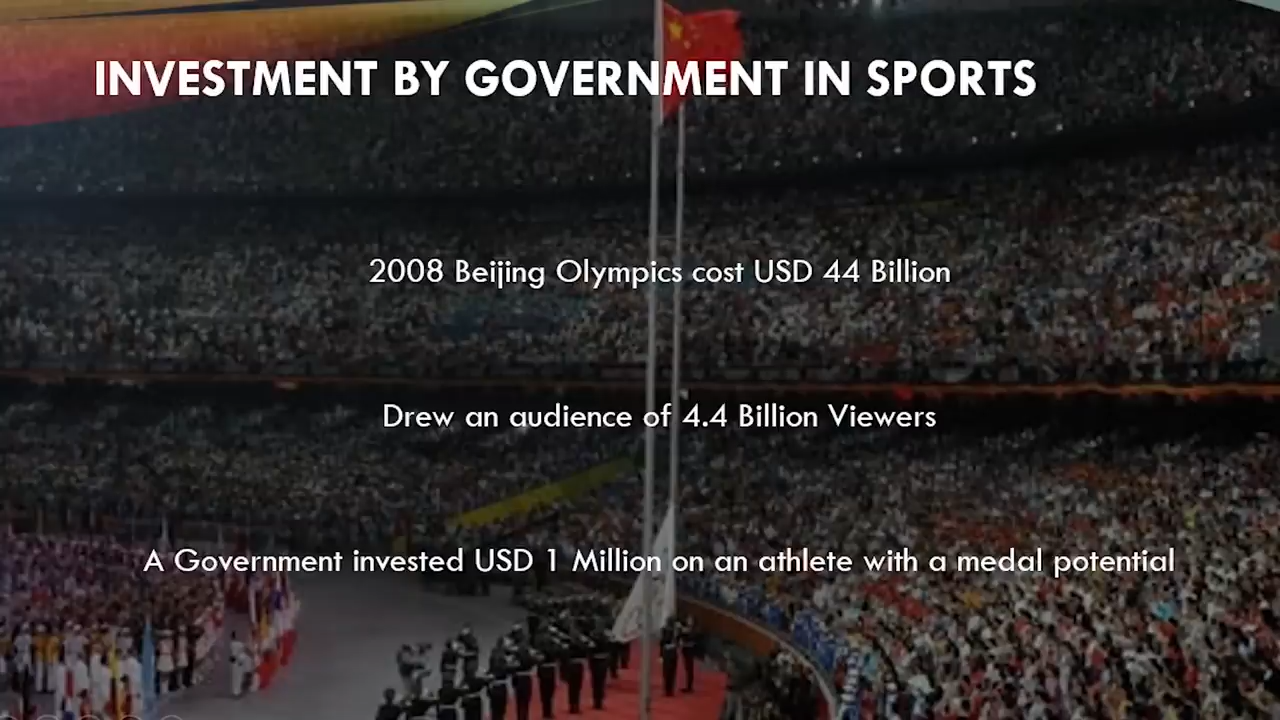 INVESTMENT BY GOVERNMENT IN SPORTS
2008 Beijing Olympics cost USD 44 Billion
Drew an audience of 4.4 Billion Viewers
A Government invested USD 1 Million on an athlete with a medal potential